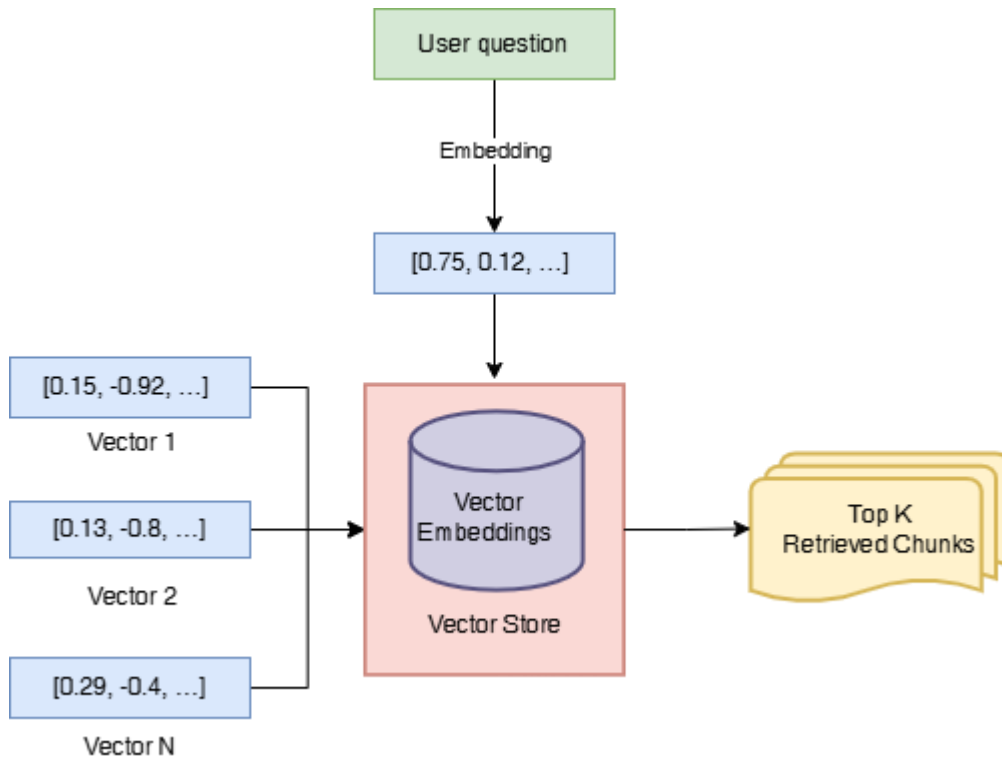 User question
Embedding
[0.75, 0.12, ...]
[0.15, -0.92, ...]
Vector 1
[0.13, -0.8, ...]
Vector 2
[0.29, -0.4, ...]
Vector N
Vector
Embeddings
Vector Store
Top K
Retrieved Chunks